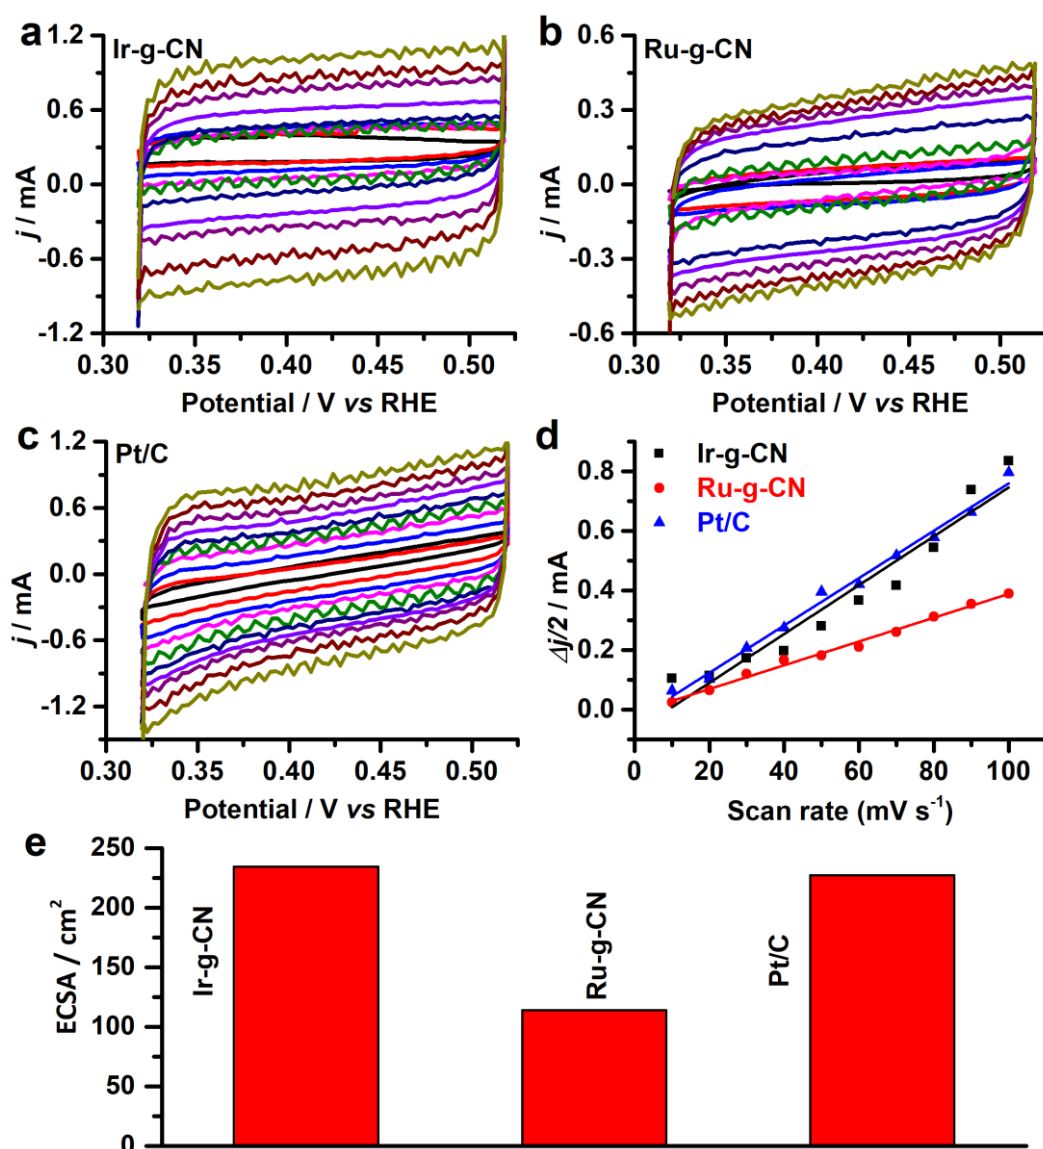 a
Ir-g-CN
1.2
0.6
0.0
-0.6
-1.2
j / mA
0.30 0.35 0.40 0.45 0.50
Potential / V vs RHE
b
Ru-g-CN
0.6
0.3
0.0
-0.3
-0.6
j / mA
0.30 0.35 0.40 0.45 0.50
Potential / V vs RHE
c
Pt/C
1.2
0.6
0.0
-0.6
-1.2
j / mA
0.30 0.35 0.40 0.45 0.50
Potential / V vs RHE
d
Ir-g-CN
Ru-g-CN
Pt/C
0.8
0.6
0.4
0.2
0.0
Δj/2 / mA
0 20 40 60 80 100
Scan rate (mV s⁻¹)
e
250
200
150
100
50
0
ECSA / cm²
Ir-g-CN
Ru-g-CN
Pt/C